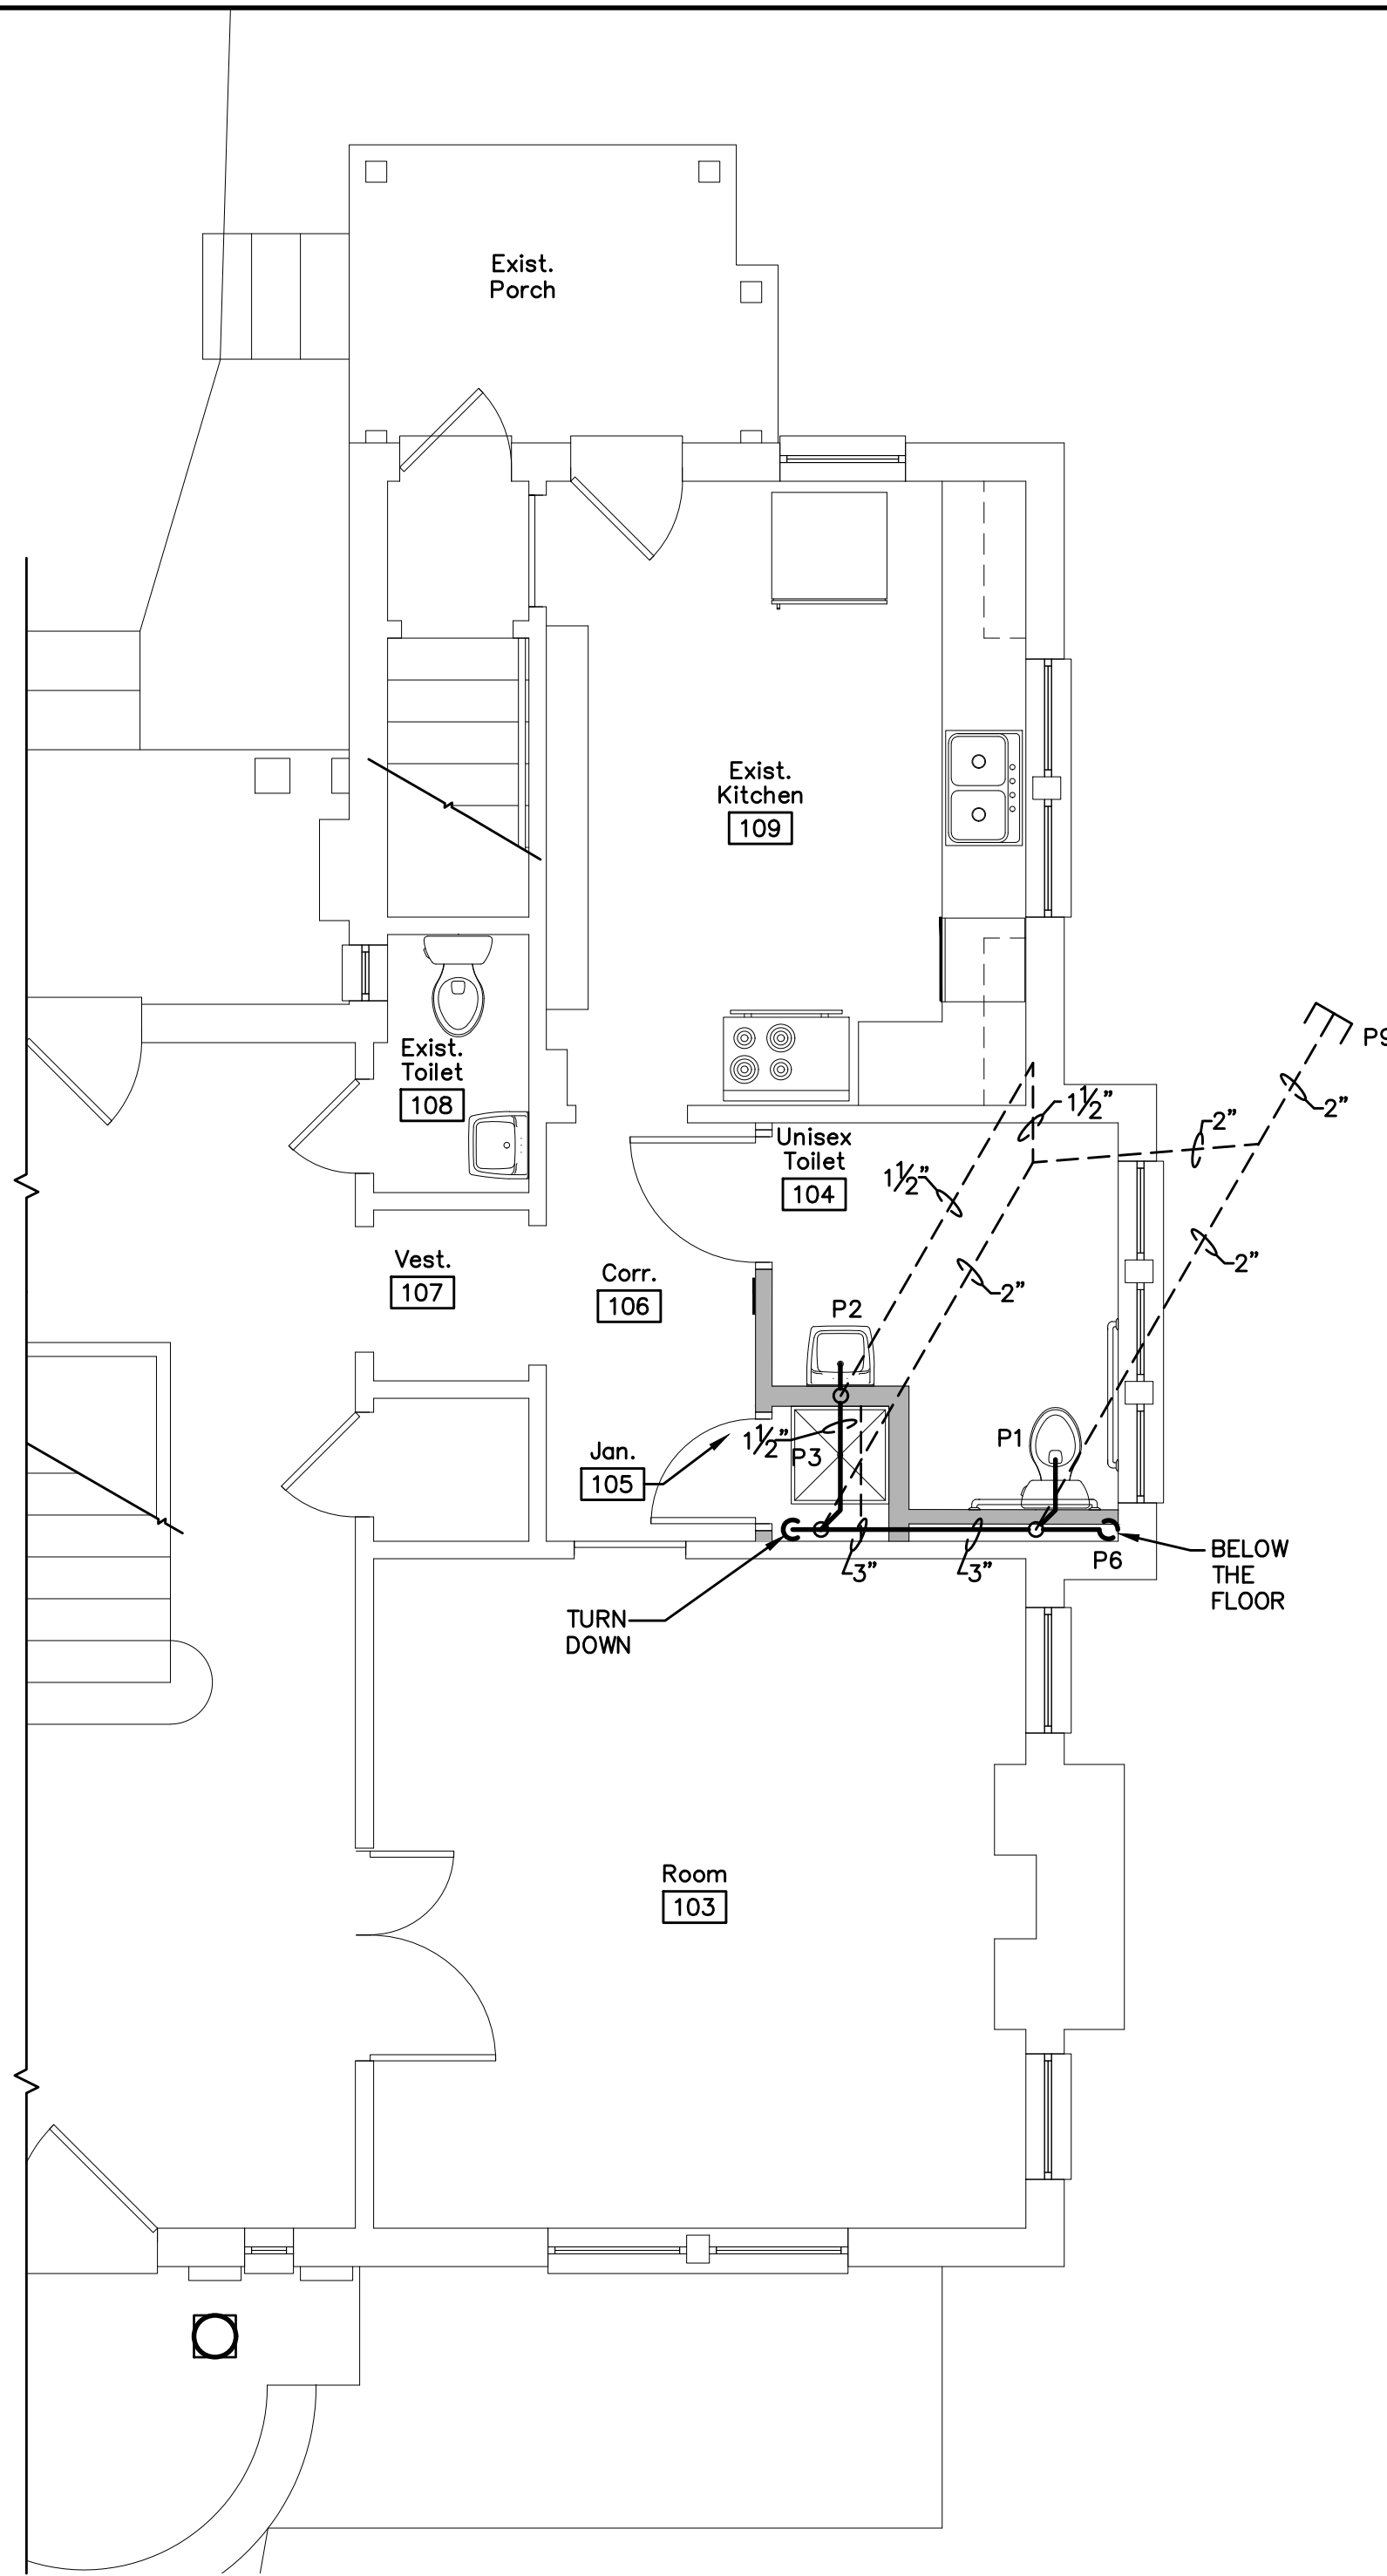 Exist.
Porch
Exist.
Kitchen
109
Exist.
Toilet
108
P9
1½"
2"
2"
Unisex
Toilet
104
1½"
2"
2"
Vest.
107
Corr.
106
P2
P1
1½"
P3
Jan.
105
3"
3"
P6
BELOW
THE
FLOOR
TURN
DOWN
Room
103